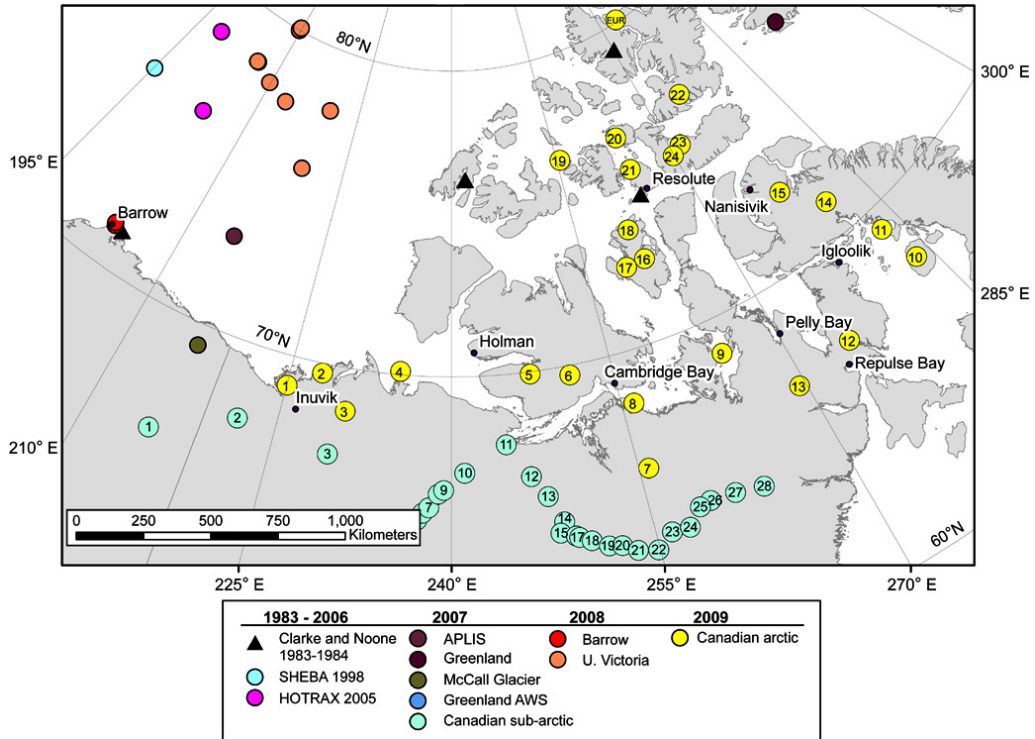 EUR
80°N
300° E
22
20
23
24
19
21
Resolute
195° E
Nanisivik
15
14
Barrow
18
11
16
10
17
Igloolik
285° E
70°N
Pelly Bay
Holman
12
9
Repulse Bay
2
4
5
6
Cambridge Bay
1
13
Inuvik
3
8
1
2
210° E
3
11
7
10
12
28
9
13
27
26
7
25
14
24
15
17
18
19
20
21
22
23
0 250 500 750 1,000
Kilometers
60°N
225° E
240° E
255° E
270° E
1983 - 2006
Clarke and Noone
1983-1984
SHEBA 1998
HOTRAX 2005
2007
APLIS
Greenland
McCall Glacier
Greenland AWS
Canadian sub-arctic
2008
Barrow
U. Victoria
2009
Canadian arctic